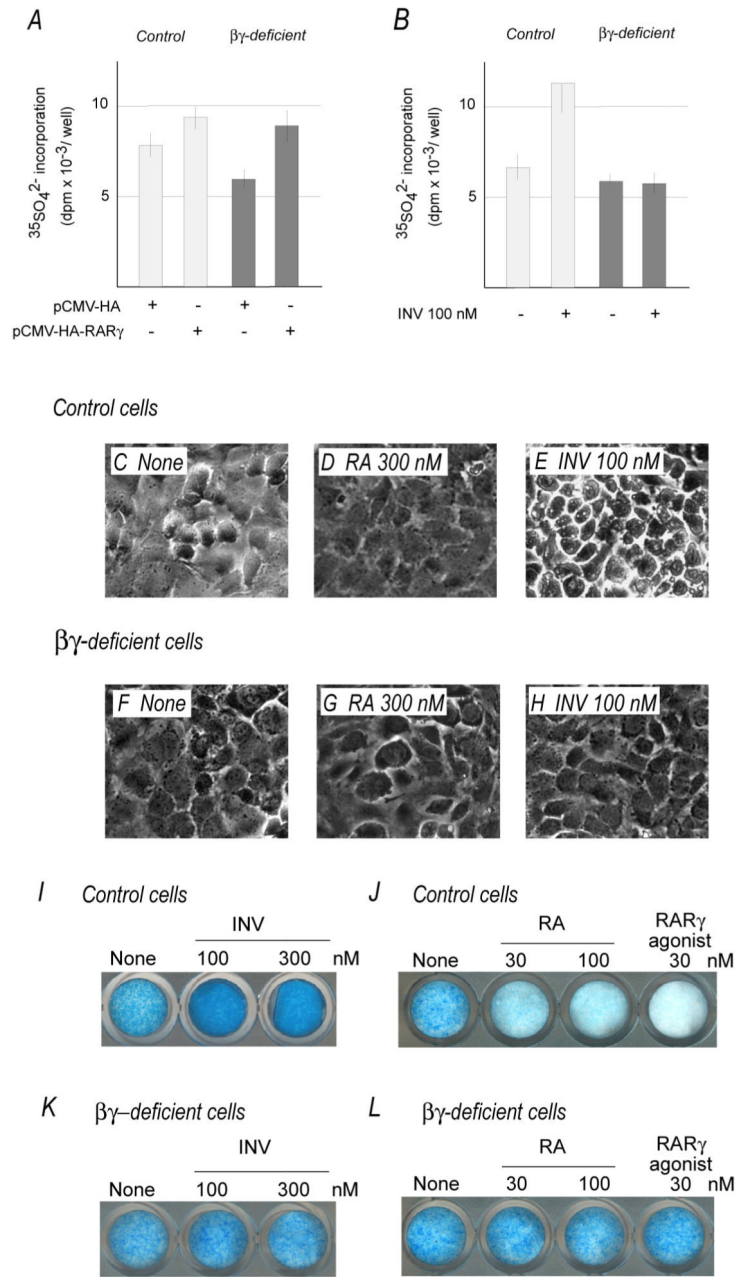 A
Control βγ-deficient
35SO42- incorporation
(dpm x 10-3/ well)
10
5
pCMV-HA + - + -
pCMV-HA-RARγ - + - +
B
Control βγ-deficient
35SO42- incorporation
(dpm x 10-3/ well)
10
5
INV 100 nM - + - +
Control cells
C None
D RA 300 nM
E INV 100 nM
βγ-deficient cells
F None
G RA 300 nM
H INV 100 nM
I Control cells
INV
None 100 300 nM
J Control cells
RA RARγ agonist
None 30 100 30 nM
K βγ–deficient cells
INV
None 100 300 nM
L βγ-deficient cells
RA RARγ agonist
None 30 100 30 nM